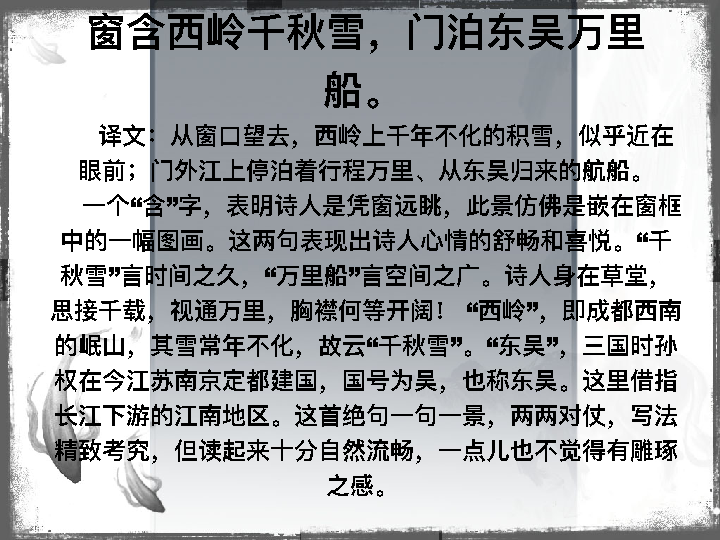 窗含西岭千秋雪，门泊东吴万里
船。
译文：从窗口望去，西岭上千年不化的积雪，似乎近在
眼前；门外江上停泊着行程万里、从东吴归来的航船。
一个“含”字，表明诗人是凭窗远眺，此景仿佛是嵌在窗框
中的一幅图画。这两句表现出诗人心情的舒畅和喜悦。“千
秋雪”言时间之久，“万里船”言空间之广。诗人身在草堂，
思接千载，视通万里，胸襟何等开阔！ “西岭”，即成都西南
的岷山，其雪常年不化，故云“千秋雪”。“东吴”，三国时孙
权在今江苏南京定都建国，国号为吴，也称东吴。这里借指
长江下游的江南地区。这首绝句一句一景，两两对仗，写法
精致考究，但读起来十分自然流畅，一点儿也不觉得有雕琢
之感。